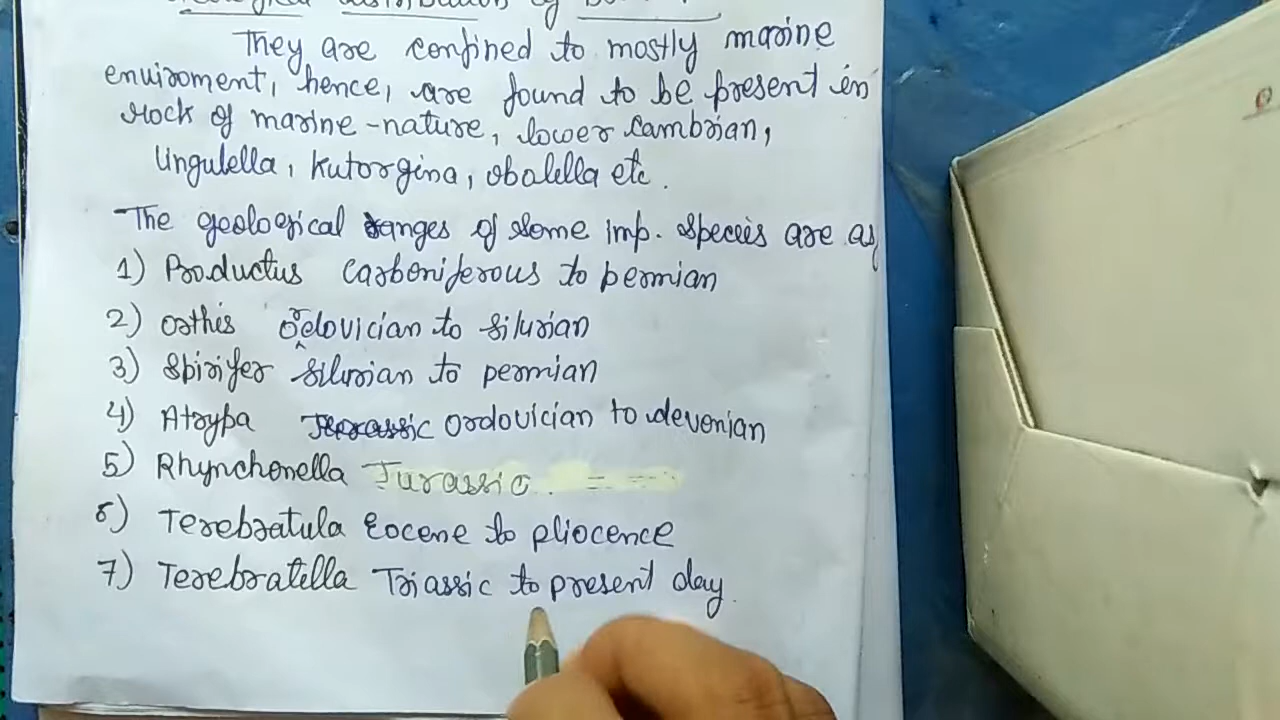 They are confined to mostly marine
enuiroment, hence, are found to be present in
rock of marine-nature, lower cambrian,
Lingulella, Kutorgina, obolella etc.
The geological ranges of some imp. species are as
1) Productus carboniferous to permian
2) Orthis Ordovician to silurian
3) Spirifer silurian to permian
4) Atrypa ordovician to devonian
5) Rhynchonella Jurassic.
6) Terebratula Eocene to pliocence
7) Terebratella Triassic to present day.